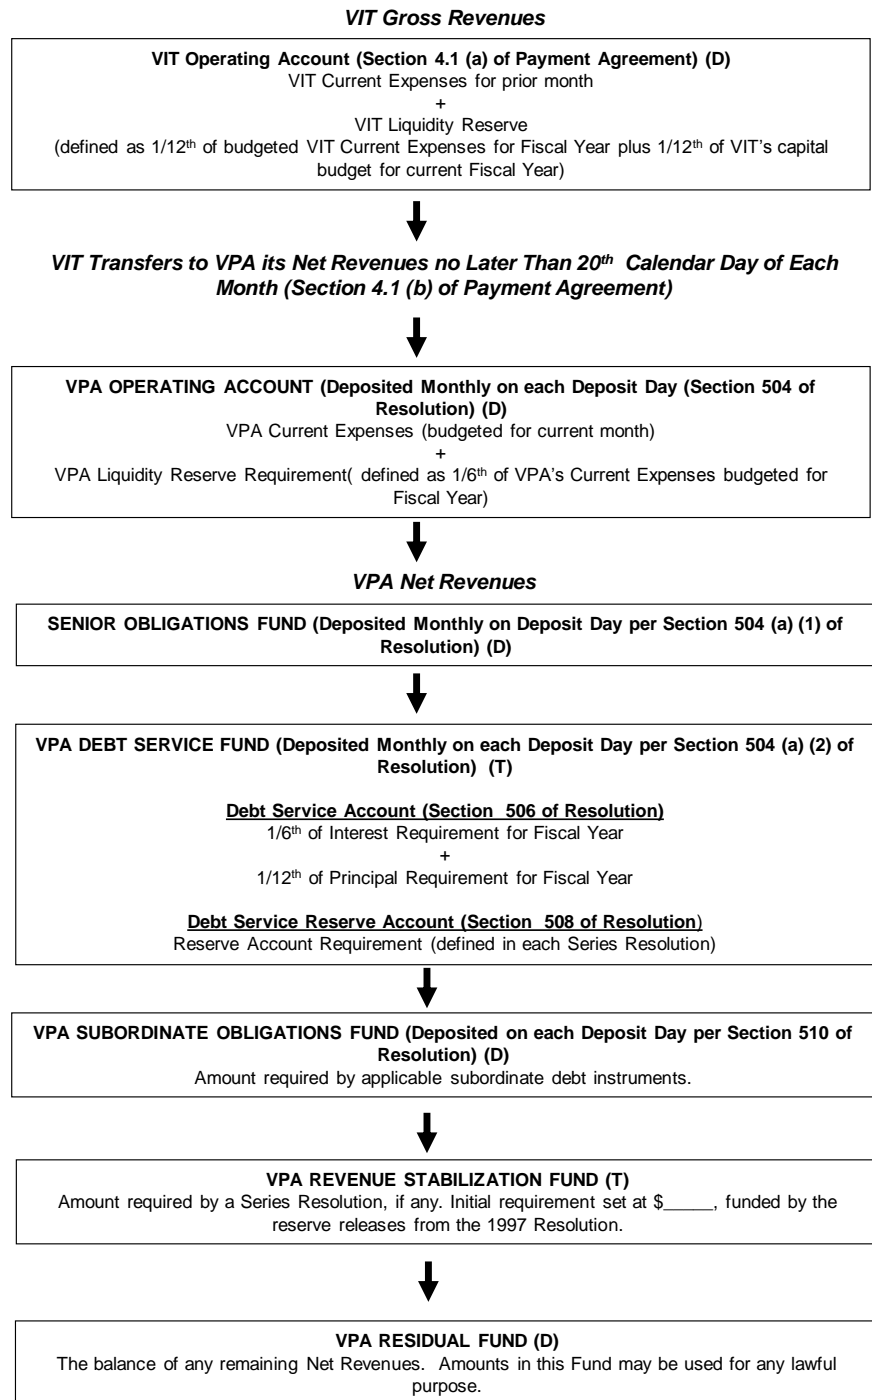 VIT Gross Revenues
VIT Operating Account (Section 4.1 (a) of Payment Agreement) (D)
VIT Current Expenses for prior month
+
VIT Liquidity Reserve
(defined as 1/12th of budgeted VIT Current Expenses for Fiscal Year plus 1/12th of VIT's capital
budget for current Fiscal Year)
VIT Transfers to VPA its Net Revenues no Later Than 20th Calendar Day of Each
Month (Section 4.1 (b) of Payment Agreement)
VPA OPERATING ACCOUNT (Deposited Monthly on each Deposit Day (Section 504 of
Resolution) (D)
VPA Current Expenses (budgeted for current month)
+
VPA Liquidity Reserve Requirement( defined as 1/6th of VPA's Current Expenses budgeted for
Fiscal Year)
VPA Net Revenues
SENIOR OBLIGATIONS FUND (Deposited Monthly on Deposit Day per Section 504 (a) (1) of
Resolution) (D)
VPA DEBT SERVICE FUND (Deposited Monthly on each Deposit Day per Section 504 (a) (2) of
Resolution) (T)
Debt Service Account (Section 506 of Resolution)
1/6th of Interest Requirement for Fiscal Year
+
1/12th of Principal Requirement for Fiscal Year
Debt Service Reserve Account (Section 508 of Resolution)
Reserve Account Requirement (defined in each Series Resolution)
VPA SUBORDINATE OBLIGATIONS FUND (Deposited on each Deposit Day per Section 510 of
Resolution) (D)
Amount required by applicable subordinate debt instruments.
VPA REVENUE STABILIZATION FUND (T)
Amount required by a Series Resolution, if any. Initial requirement set at $_____, funded by the
reserve releases from the 1997 Resolution.
VPA RESIDUAL FUND (D)
The balance of any remaining Net Revenues. Amounts in this Fund may be used for any lawful
purpose.